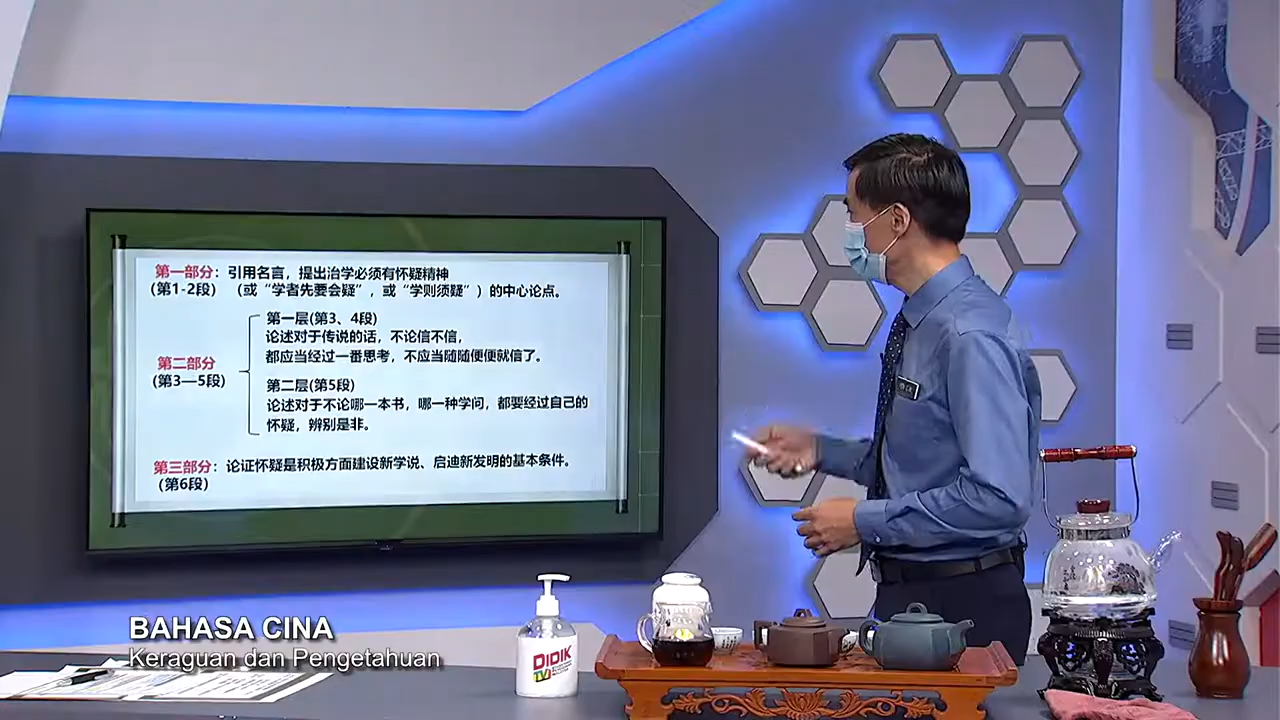 第一部分：引用名言，提出治学必须有怀疑精神
(第1-2段) （或“学者先要会疑”，或“学则须疑”）的中心论点。
第一层(第3、4段)
论述对于传说的话，不论信不信，
都应当经过一番思考，不应当随随便便就信了。
第二部分
(第3—5段)
第二层(第5段)
论述对于不论哪一本书，哪一种学问，都要经过自己的
怀疑，辨别是非。
第三部分：论证怀疑是积极方面建设新学说、启迪新发明的基本条件。
(第6段)
BAHASA CINA
Keraguan dan Pengetahuan
DIDIK
TV